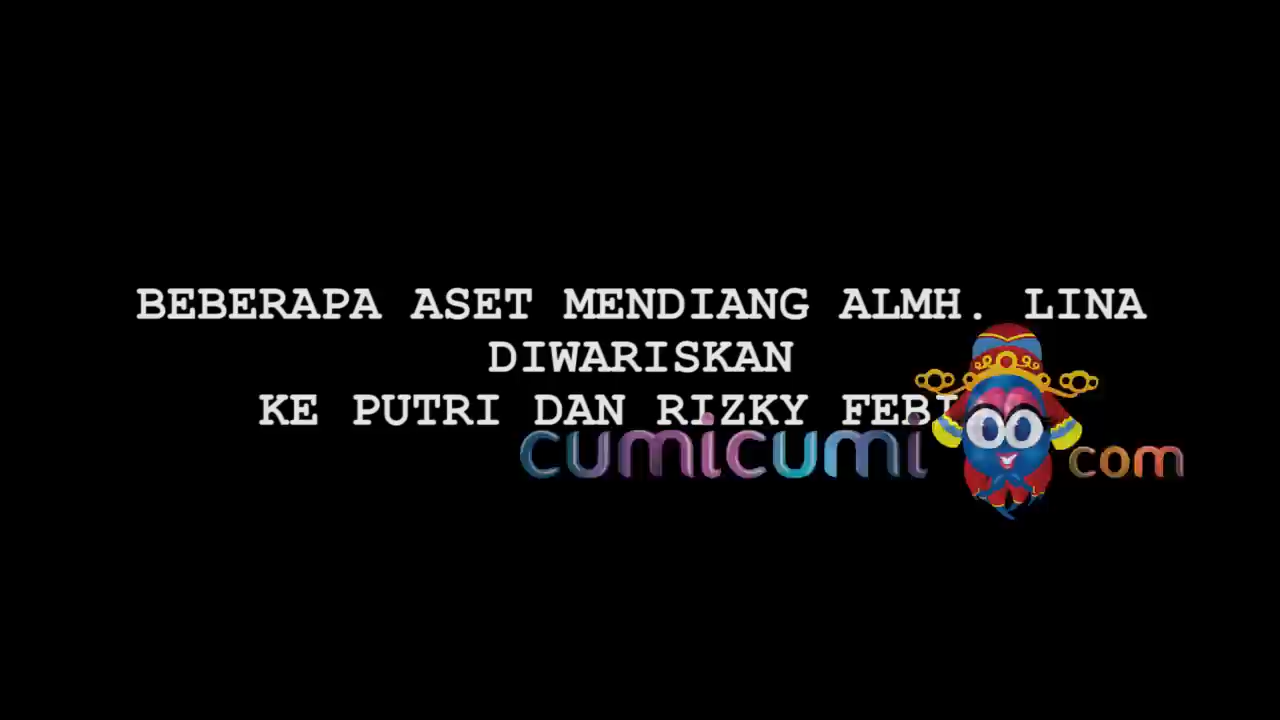 BEBERAPA ASET MENDIANG ALMH. LINA
DIWARISKAN
KE PUTRI DAN RIZKY
cumicumi com